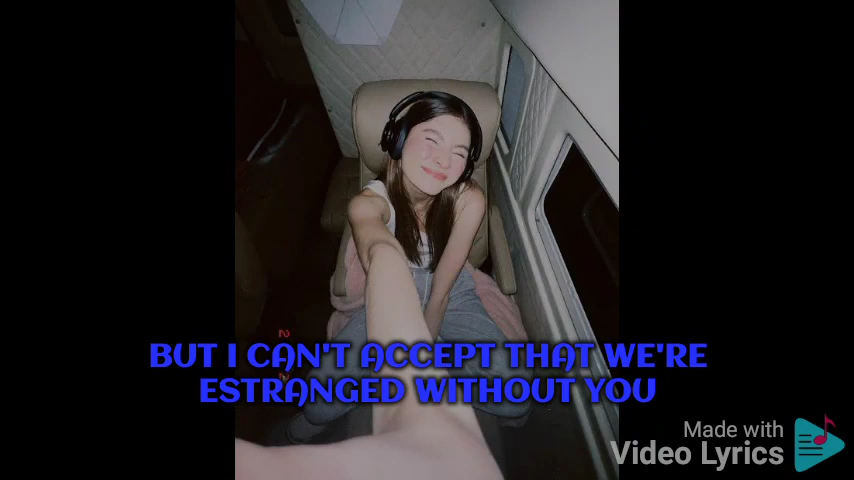 BUT I CAN'T ACCEPT THAT WE'RE
ESTRANGED WITHOUT YOU
Made with
Video Lyrics